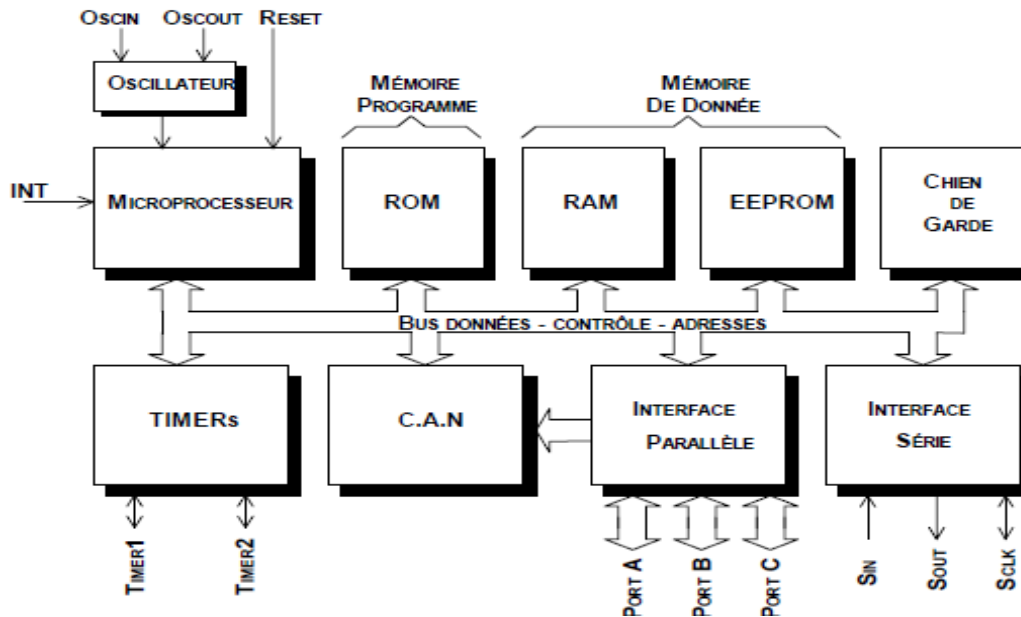 OSCIN OSCOUT RESET
OSCILLATEUR
MÉMOIRE
PROGRAMME
MÉMOIRE
DE DONNÉE
INT
MICROPROCESSEUR
ROM
RAM
EEPROM
CHIEN
DE
GARDE
BUS DONNÉES - CONTRÔLE - ADRESSES
TIMERs
C.A.N
INTERFACE
PARALLÈLE
INTERFACE
SÉRIE
TIMER1
TIMER2
PORT A
PORT B
PORT C
SIN
SOUT
SCLK